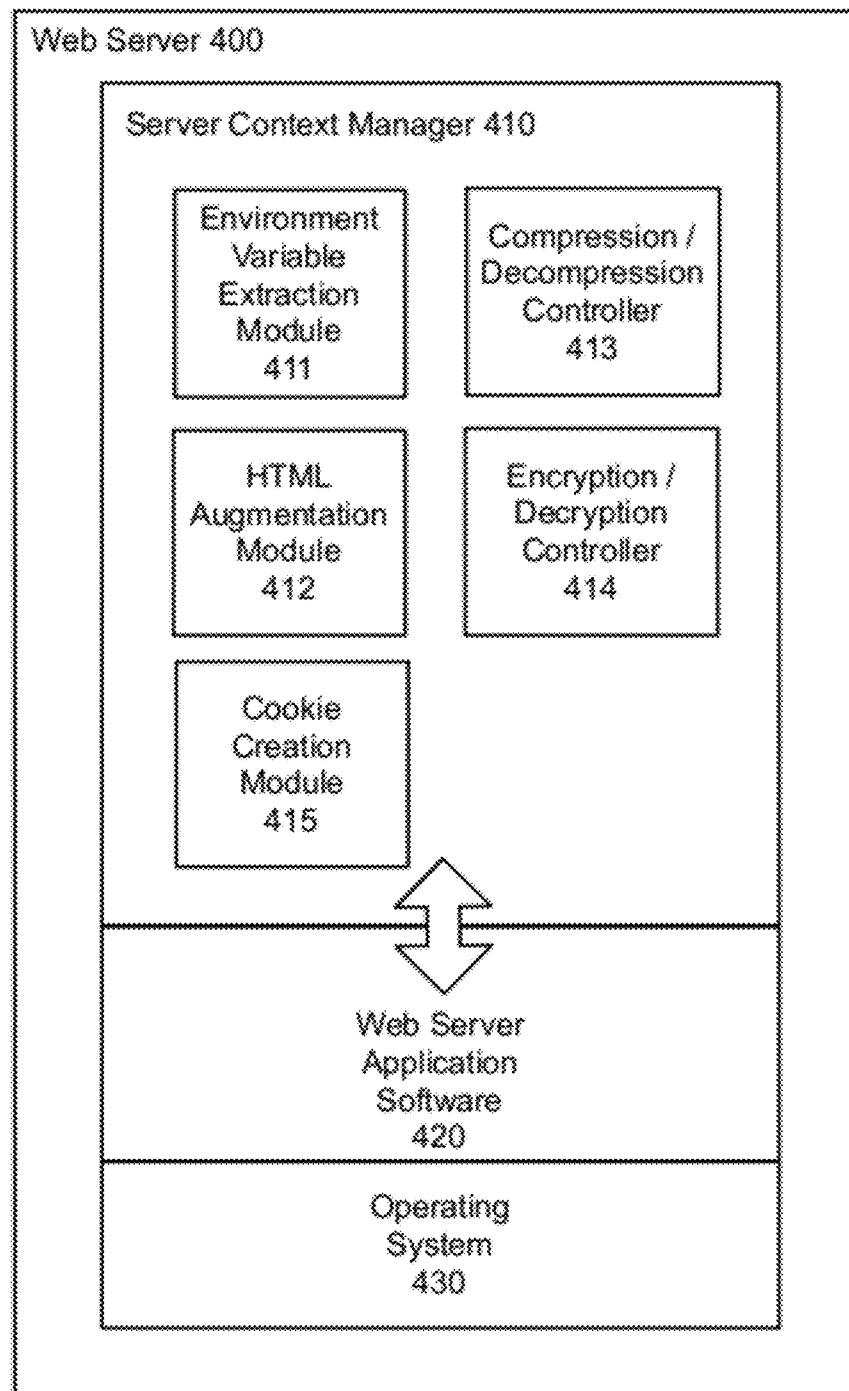 Web Server 400
Server Context Manager 410
Environment
Variable
Extraction
Module
411
Compression /
Decompression
Controller
413
HTML
Augmentation
Module
412
Encryption /
Decryption
Controller
414
Cookie
Creation
Module
415
Web Server
Application
Software
420
Operating
System
430